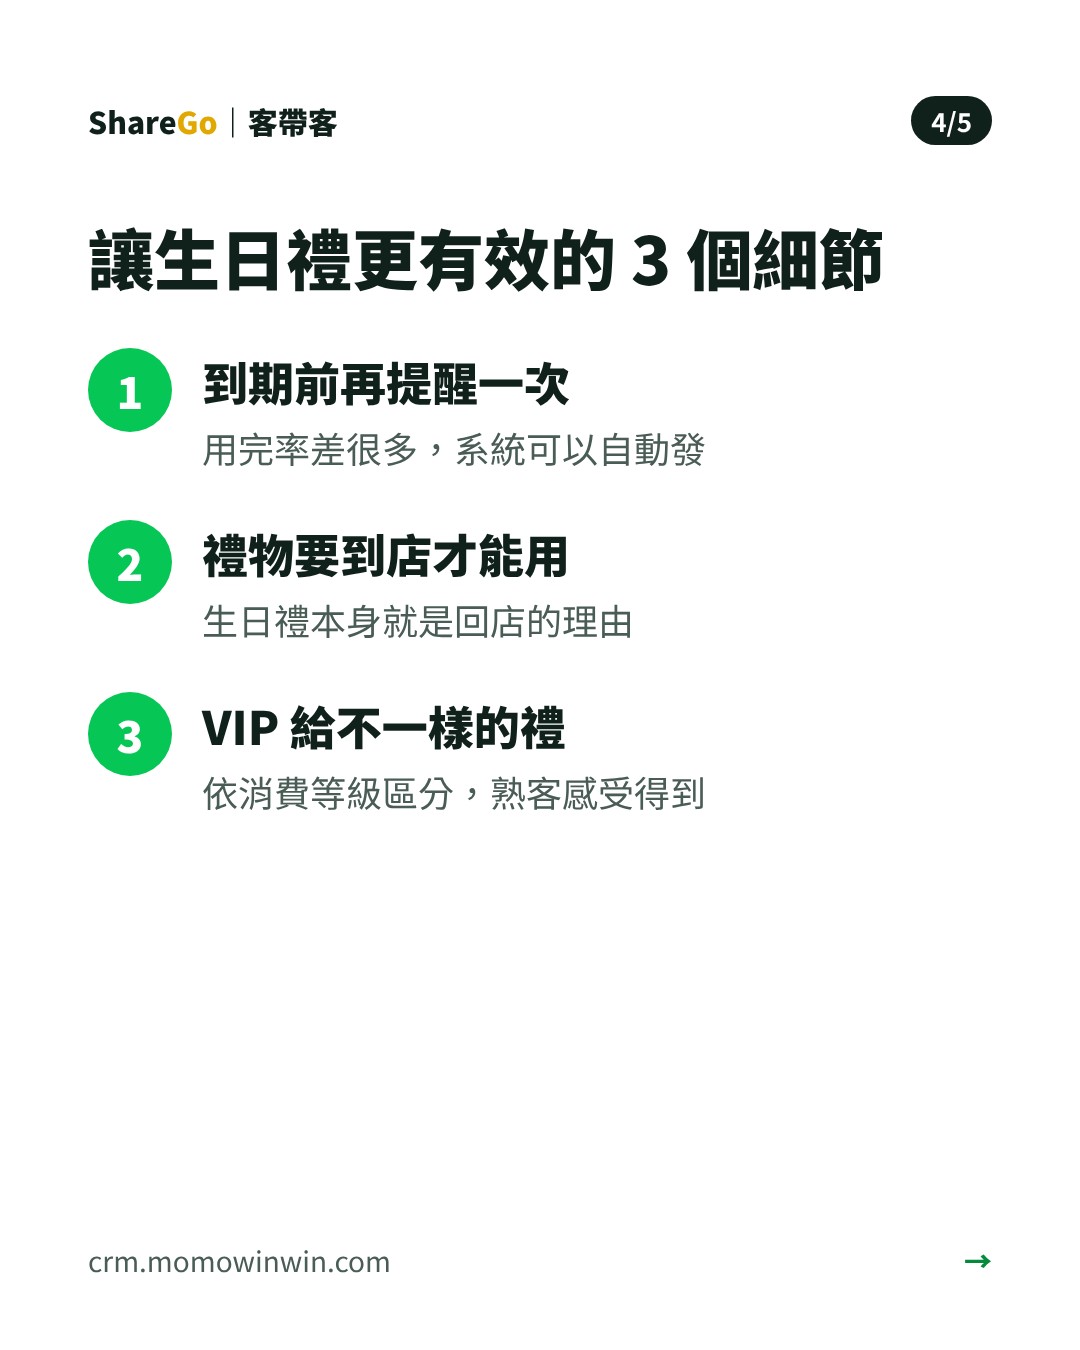 ShareGo｜客帶客
4/5
讓生日禮更有效的 3 個細節
1
到期前再提醒一次
用完率差很多，系統可以自動發
2
禮物要到店才能用
生日禮本身就是回店的理由
3
VIP 給不一樣的禮
依消費等級區分，熟客感受得到
crm.momowinwin.com
→